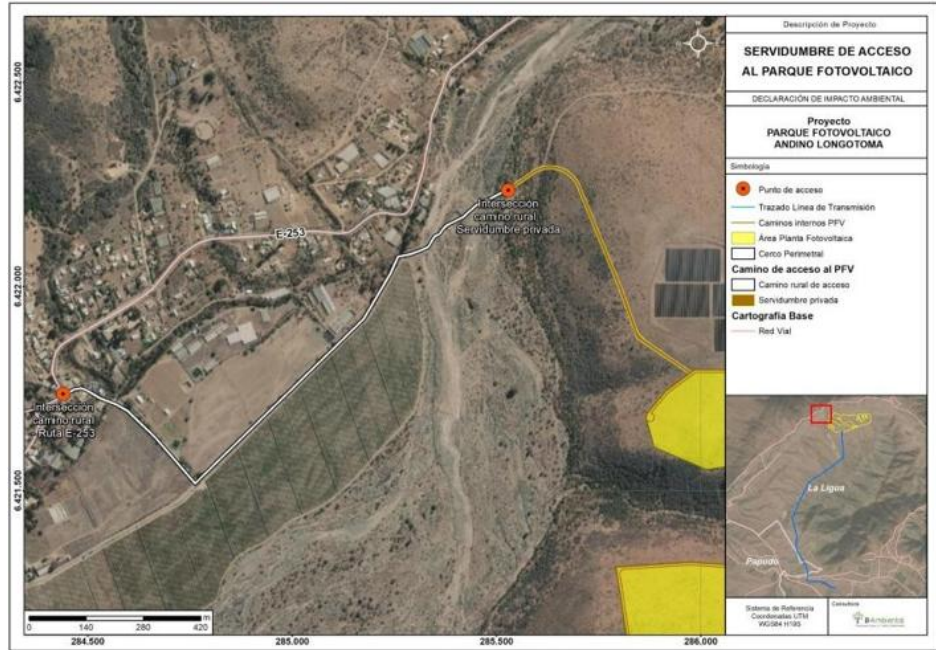 Descripción de Proyecto
SERVIDUMBRE DE ACCESO
AL PARQUE FOTOVOLTAICO
DECLARACIÓN DE IMPACTO AMBIENTAL
Proyecto
PARQUE FOTOVOLTAICO
ANDINO LONGOTOMA
Simbología
Punto de acceso
Trazado Línea de Transmisión
Caminos internos PFV
Área Planta Fotovoltaica
Cerco Perimetral
Camino de acceso al PFV
Camino rural de acceso
Servidumbre privada
Cartografía Base
Red Vial
La Ligua
Papudo
Sistema de Referencia
Coordenadas UTM
WGS84 H19S
Consultora
6.422.500
6.422.000
6.421.500
E-253
Intersección
camino rural
Servidumbre privada
Intersección
camino rural
- Ruta E-253
m
0 140 280 420
284.500 285.000 285.500 286.000